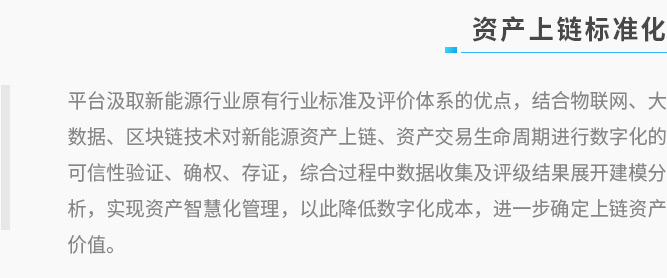 资产上链标准化
平台汲取新能源行业原有行业标准及评价体系的优点，结合物联网、大
数据、区块链技术对新能源资产上链、资产交易生命周期进行数字化的
可信性验证、确权、存证，综合过程中数据收集及评级结果展开建模分
析，实现资产智慧化管理，以此降低数字化成本，进一步确定上链资产
价值。